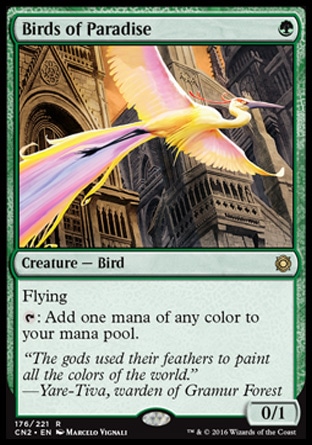 Birds of Paradise
Creature — Bird
Flying
: Add one mana of any color to
your mana pool.
“The gods used their feathers to paint
all the colors of the world.”
—Yare-Tiva, warden of Gramur Forest
176/221 R
CN2 • EN Marcelo Vignali
™ & © 2016 Wizards of the Coast
0/1